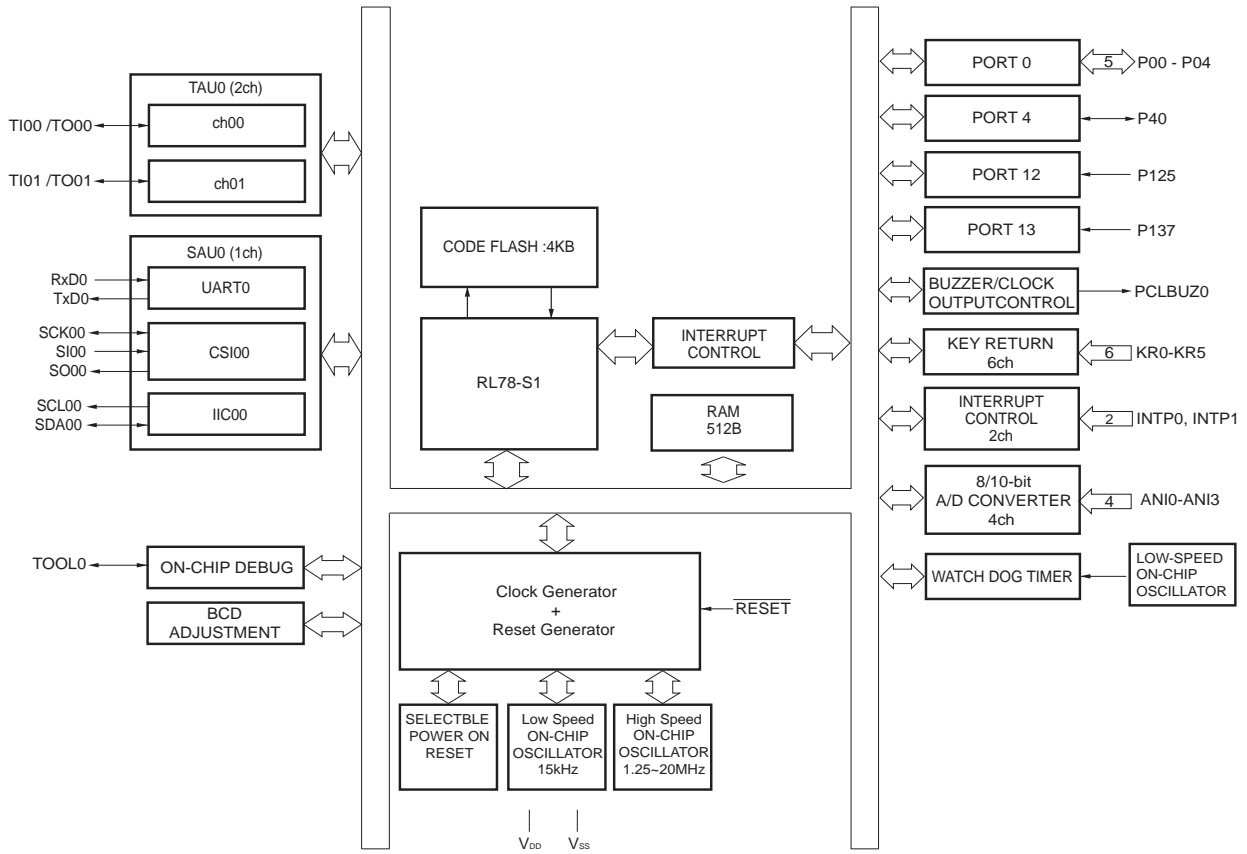 TAU0 (2ch)
TI00 /TO00
ch00
TI01 /TO01
ch01
SAU0 (1ch)
RxD0
TxD0
UART0
SCK00
SI00
SO00
CSI00
SCL00
SDA00
IIC00
TOOL0
ON-CHIP DEBUG
BCD
ADJUSTMENT
CODE FLASH :4KB
RL78-S1
INTERRUPT
CONTROL
RAM
512B
Clock Generator
+
Reset Generator
RESET
SELECTBLE
POWER ON
RESET
Low Speed
ON-CHIP
OSCILLATOR
15kHz
High Speed
ON-CHIP
OSCILLATOR
1.25~20MHz
VDD
VSS
PORT 0
5
P00 - P04
PORT 4
P40
PORT 12
P125
PORT 13
P137
BUZZER/CLOCK
OUTPUTCONTROL
PCLBUZ0
KEY RETURN
6ch
6
KR0-KR5
INTERRUPT
CONTROL
2ch
2
INTP0, INTP1
8/10-bit
A/D CONVERTER
4ch
4
ANI0-ANI3
WATCH DOG TIMER
LOW-SPEED
ON-CHIP
OSCILLATOR